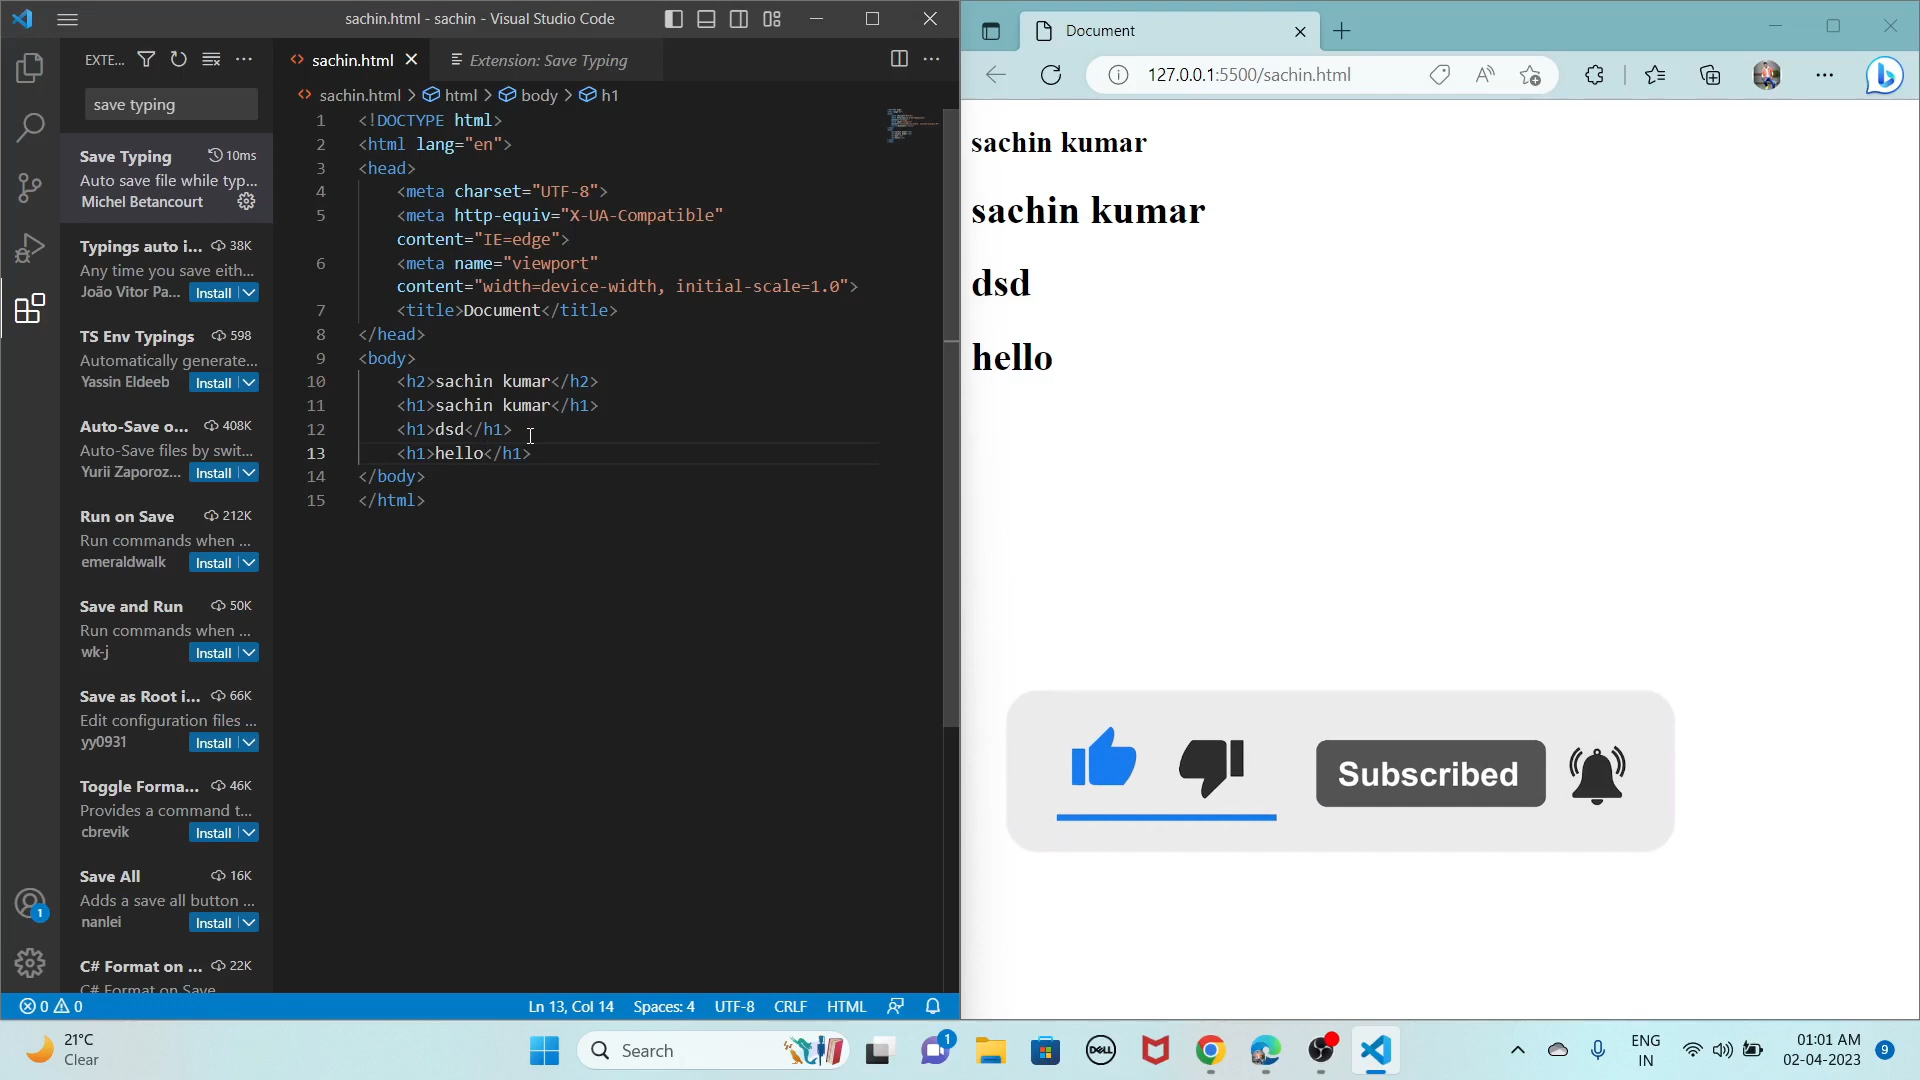 sachin.html - sachin - Visual Studio Code
EXTE...
save typing
Save Typing 10ms
Auto save file while typ...
Michel Betancourt
Typings auto i... 38K
Any time you save eith...
João Vitor Pa... Install
TS Env Typings 598
Automatically generate...
Yassin Eldeeb Install
Auto-Save o... 408K
Auto-Save files by swit...
Yurii Zaporoz... Install
Run on Save 212K
Run commands when ...
emeraldwalk Install
Save and Run 50K
Run commands when ...
wk-j Install
Save as Root i... 66K
Edit configuration files ...
yy0931 Install
Toggle Forma... 46K
Provides a command t...
cbrevik Install
Save All 16K
Adds a save all button ...
nanlei Install
C# Format on ... 22K
C# Format on Save
1
sachin.html
Extension: Save Typing
sachin.html > html > body > h1
1 <!DOCTYPE html>
2 <html lang="en">
3 <head>
4 <meta charset="UTF-8">
5 <meta http-equiv="X-UA-Compatible"
content="IE=edge">
6 <meta name="viewport"
content="width=device-width, initial-scale=1.0">
7 <title>Document</title>
8 </head>
9 <body>
10 <h2>sachin kumar</h2>
11 <h1>sachin kumar</h1>
12 <h1>dsd</h1>
13 <h1>hello</h1>
14 </body>
15 </html>
0 0
Ln 13, Col 14 Spaces: 4 UTF-8 CRLF HTML
Document
127.0.0.1:5500/sachin.html
sachin kumar
sachin kumar
dsd
hello
Subscribed
21°C
Clear
Search
1
DELL
ENG
IN
01:01 AM
02-04-2023
9